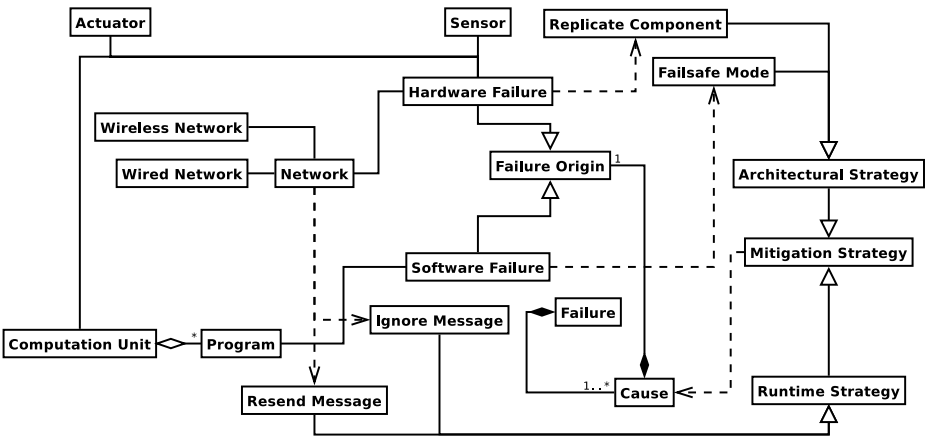 Actuator
Sensor
Replicate Component
Failsafe Mode
Hardware Failure
Wireless Network
Wired Network
Network
Failure Origin
1
Architectural Strategy
Software Failure
Mitigation Strategy
Ignore Message
Failure
Computation Unit
*
Program
Resend Message
1..*
Cause
Runtime Strategy